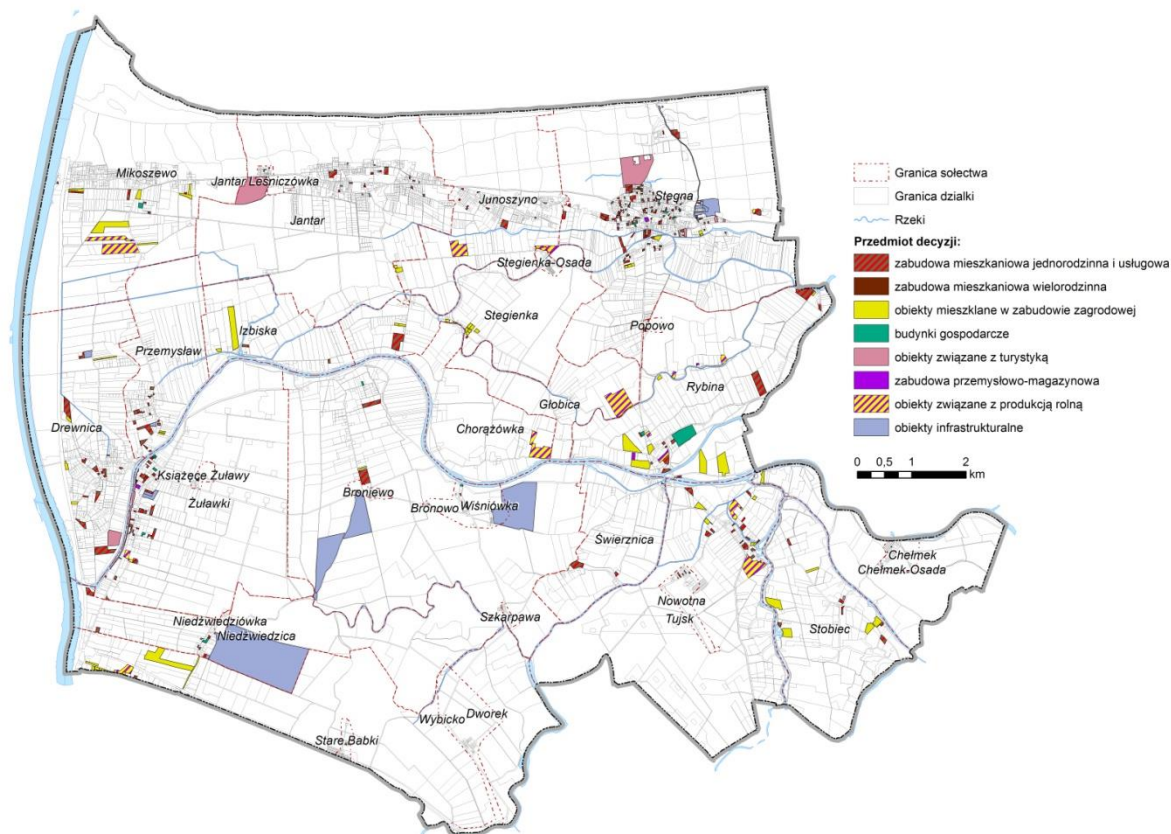 Mikoszewo
Jantar Leśniczówka
Jantar
Junoszyno
Stegna
Stegienka-Osada
Stegienka
Izbiska
Przemysław
Popowo
Rybina
Głobica
Chorążówka
Drewnica
Książęce Żuławy
Żuławki
Broniewo
Bronowo
Wiśniówka
Świerznica
Chełmek
Chełmek-Osada
Nowotna
Tujsk
Szkarpawa
Stobiec
Niedźwiedziówka
Niedźwiedzica
Wybicko
Dworek
Stare Babki
Granica sołectwa
Granica dzialki
Rzeki
Przedmiot decyzji:
zabudowa mieszkaniowa jednorodzinna i usługowa
zabudowa mieszkaniowa wielorodzinna
obiekty mieszklane w zabudowie zagrodowej
budynki gospodarcze
obiekty związane z turystyką
zabudowa przemysłowo-magazynowa
obiekty związane z produkcją rolną
obiekty infrastrukturalne
0 0,5 1 2
km